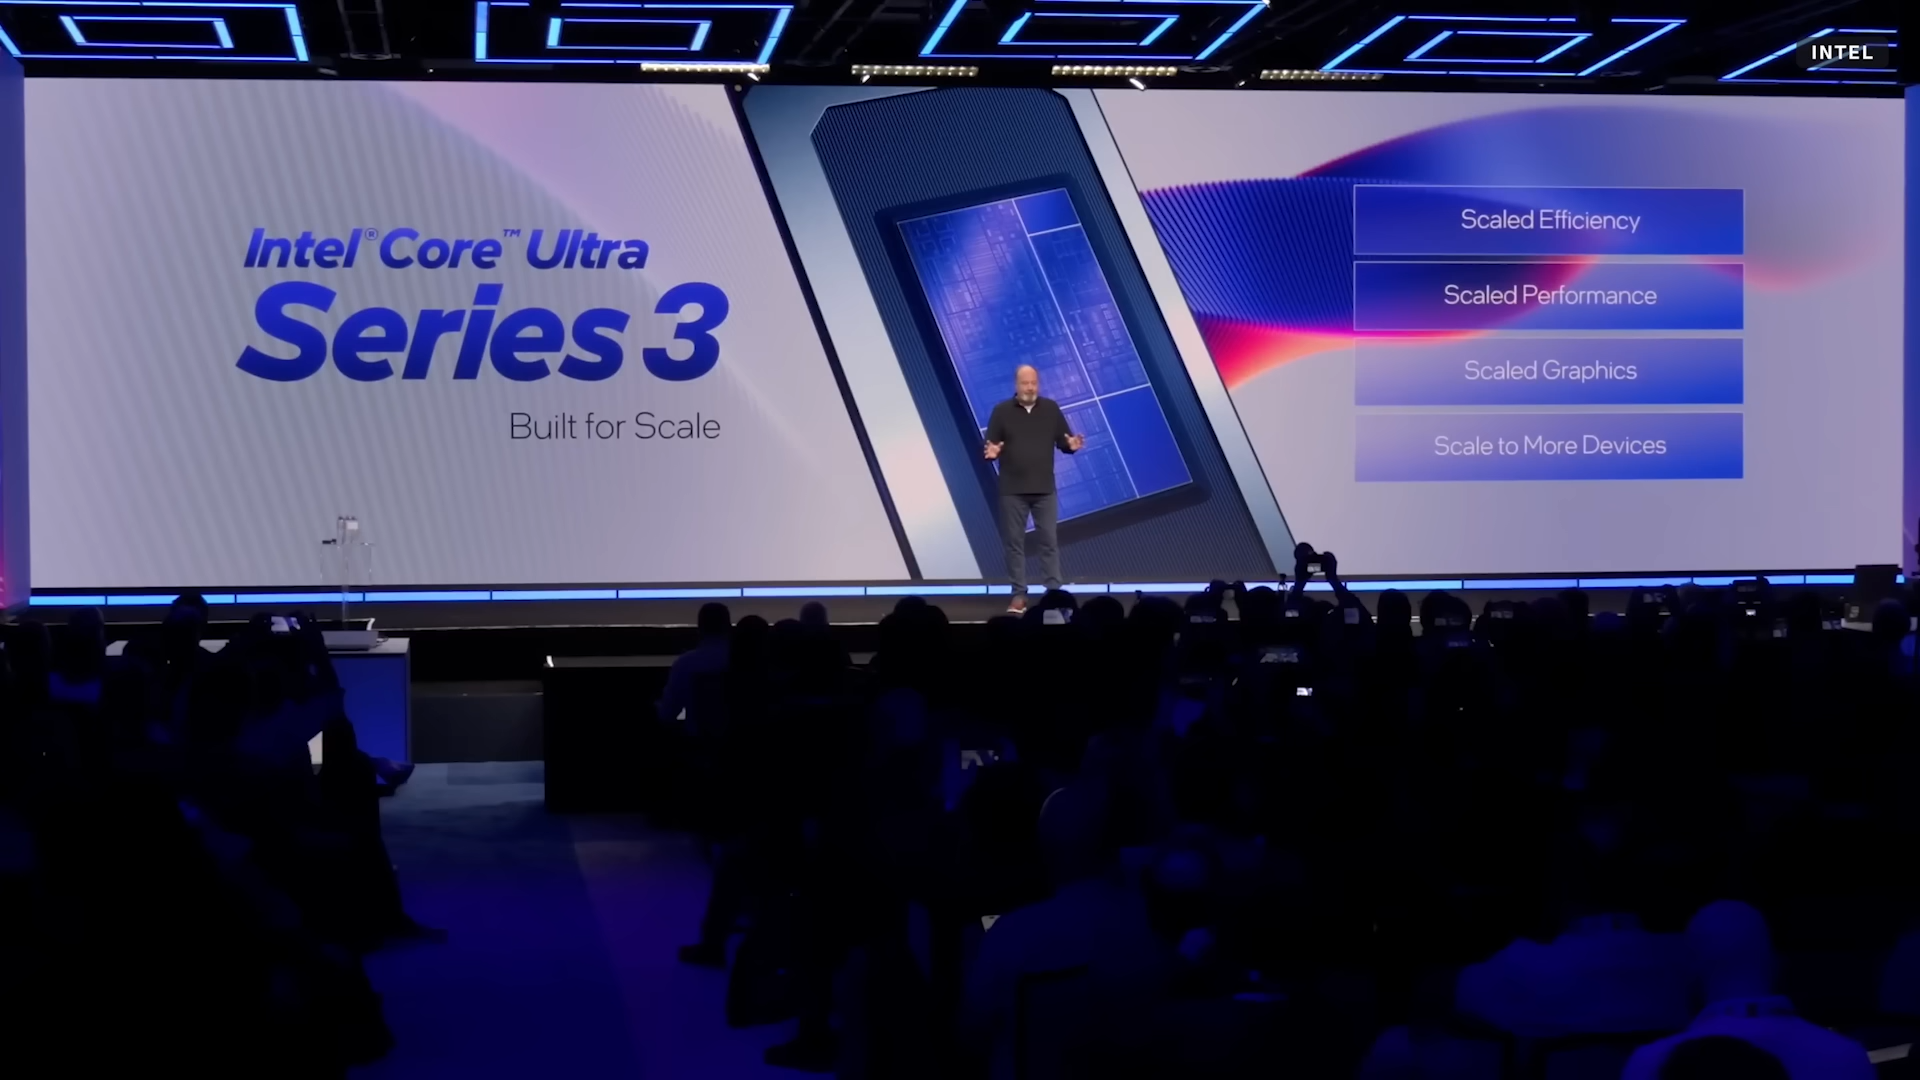 INTEL
Intel® Core™ Ultra
Series 3
Built for Scale
Scaled Efficiency
Scaled Performance
Scaled Graphics
Scale to More Devices